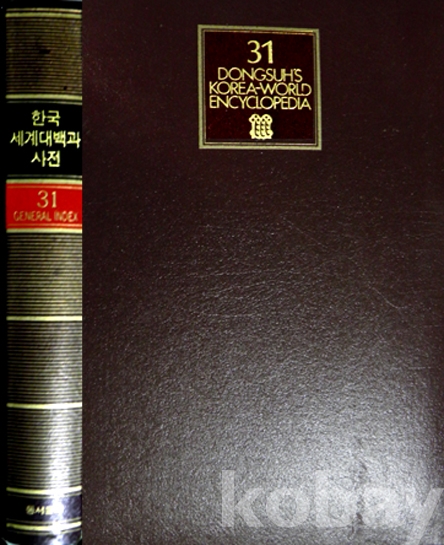 한국
세계대백과
사전
31
GENERAL INDEX
31
DONGSUH'S
KOREA-WORLD
ENCYCLOPEDIA
kobay